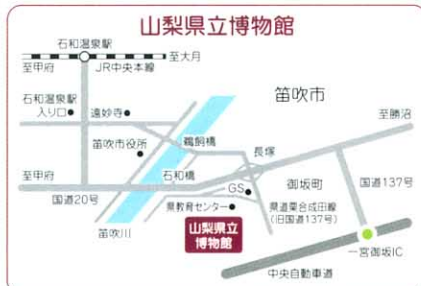 山梨県立博物館
石和温泉駅
至大月
至甲府
JR中央本線
笛吹市
石和温泉駅
入り口
遠妙寺
至勝沼
鵜飼橋
笛吹市役所
長塚
至甲府
石和橋
御坂町
国道137号
国道20号
GS
県道栗合成田線
(旧国道137号)
県教育センター
山梨県立
博物館
笛吹川
一宮御坂IC
中央自動車道